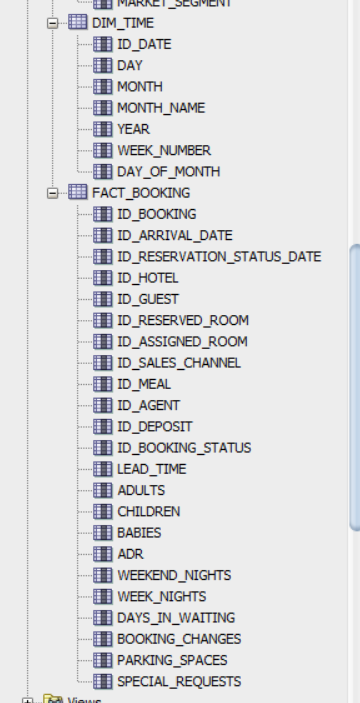 MARKET_SEGMENT
DIM_TIME
ID_DATE
DAY
MONTH
MONTH_NAME
YEAR
WEEK_NUMBER
DAY_OF_MONTH
FACT_BOOKING
ID_BOOKING
ID_ARRIVAL_DATE
ID_RESERVATION_STATUS_DATE
ID_HOTEL
ID_GUEST
ID_RESERVED_ROOM
ID_ASSIGNED_ROOM
ID_SALES_CHANNEL
ID_MEAL
ID_AGENT
ID_DEPOSIT
ID_BOOKING_STATUS
LEAD_TIME
ADULTS
CHILDREN
BABIES
ADR
WEEKEND_NIGHTS
WEEK_NIGHTS
DAYS_IN_WAITING
BOOKING_CHANGES
PARKING_SPACES
SPECIAL_REQUESTS
Views